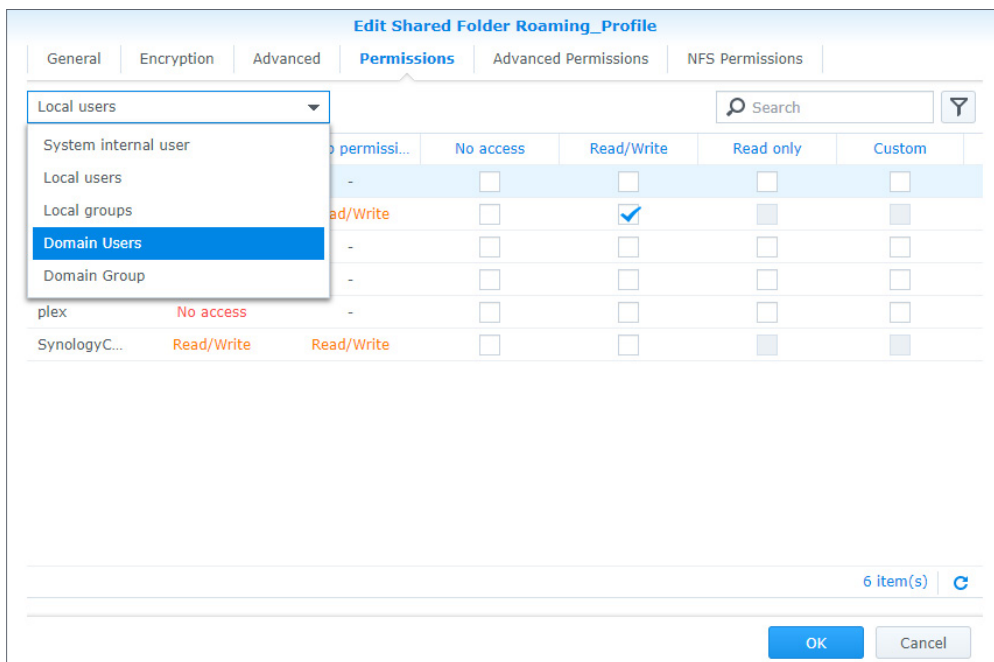 Edit Shared Folder Roaming_Profile
General Encryption Advanced Permissions Advanced Permissions NFS Permissions
Local users Search
System internal user
Local users
Local groups
Domain Users
Domain Group
permissi... No access Read/Write Read only Custom
-
ad/Write
-
-
plex No access -
SynologyC... Read/Write Read/Write
6 item(s)
OK Cancel